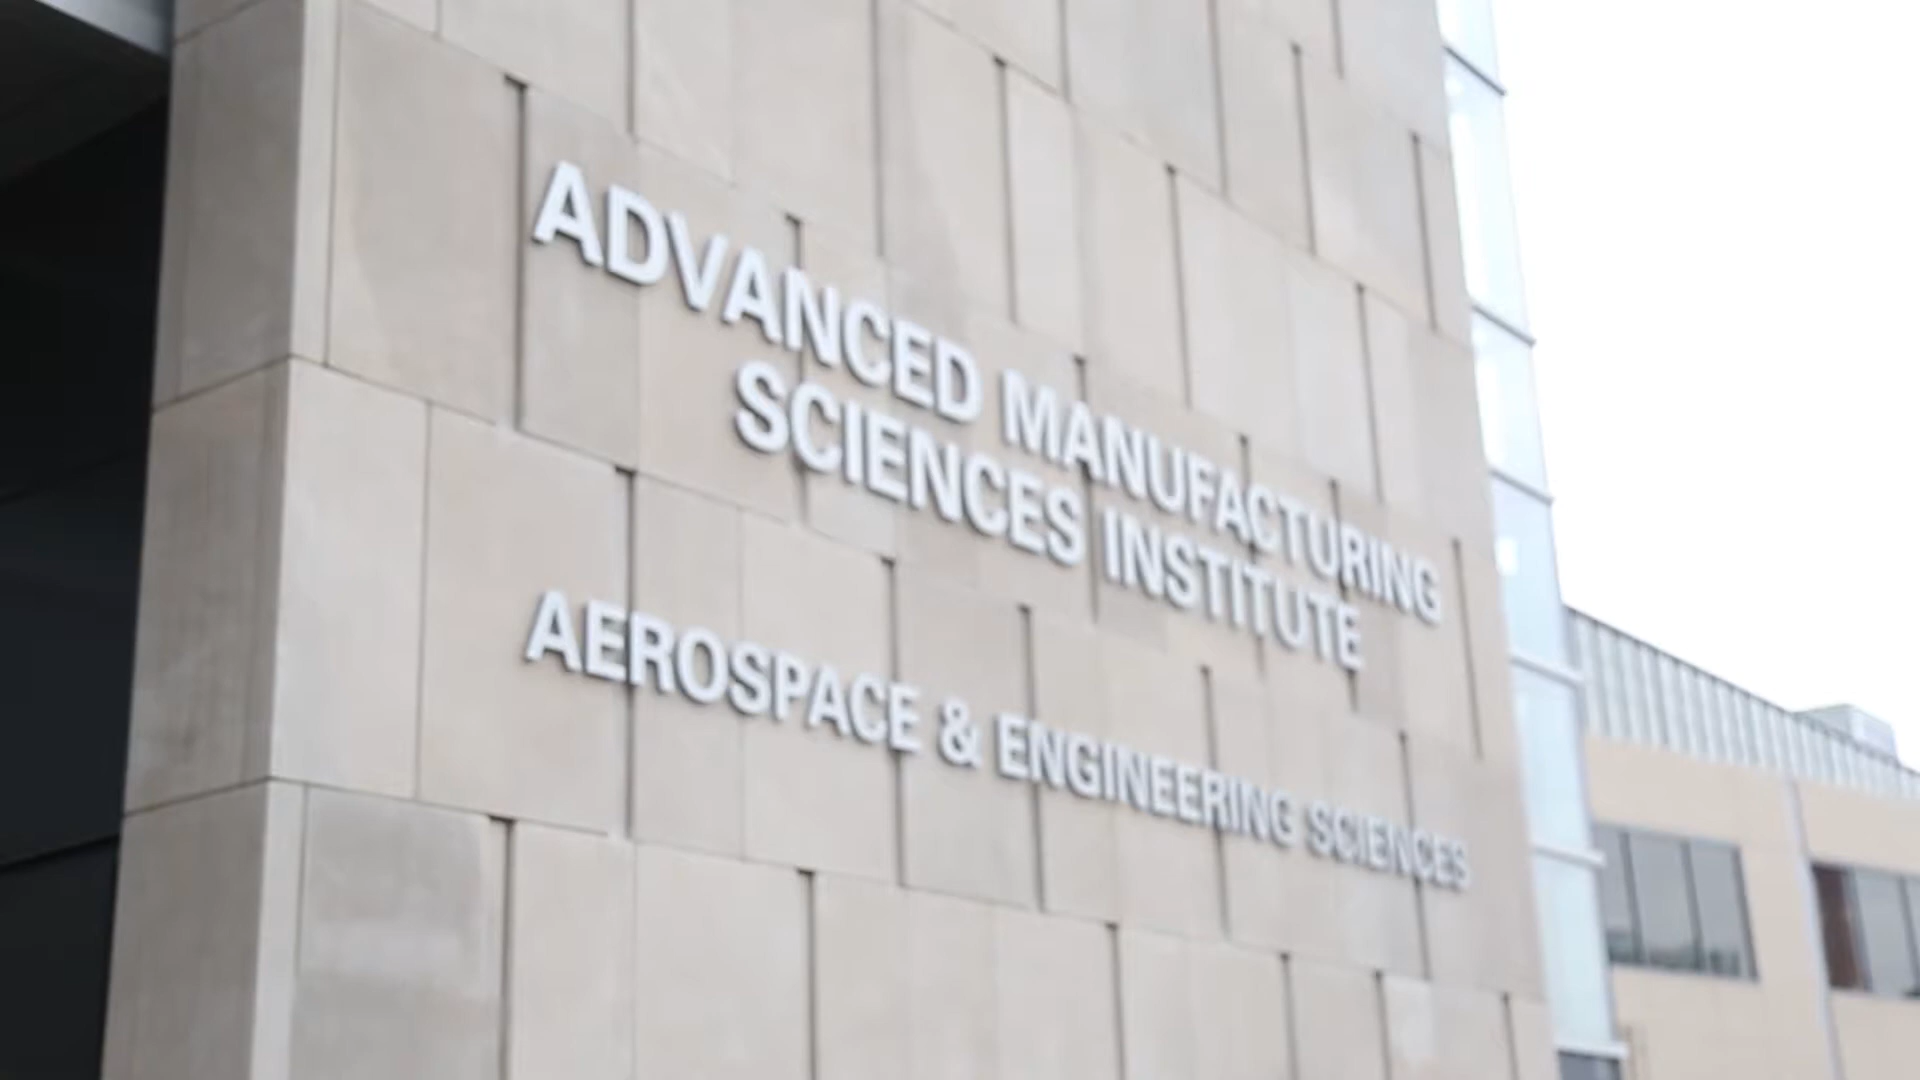 ADVANCED MANUFACTURING
SCIENCES INSTITUTE
AEROSPACE & ENGINEERING SCIENCES